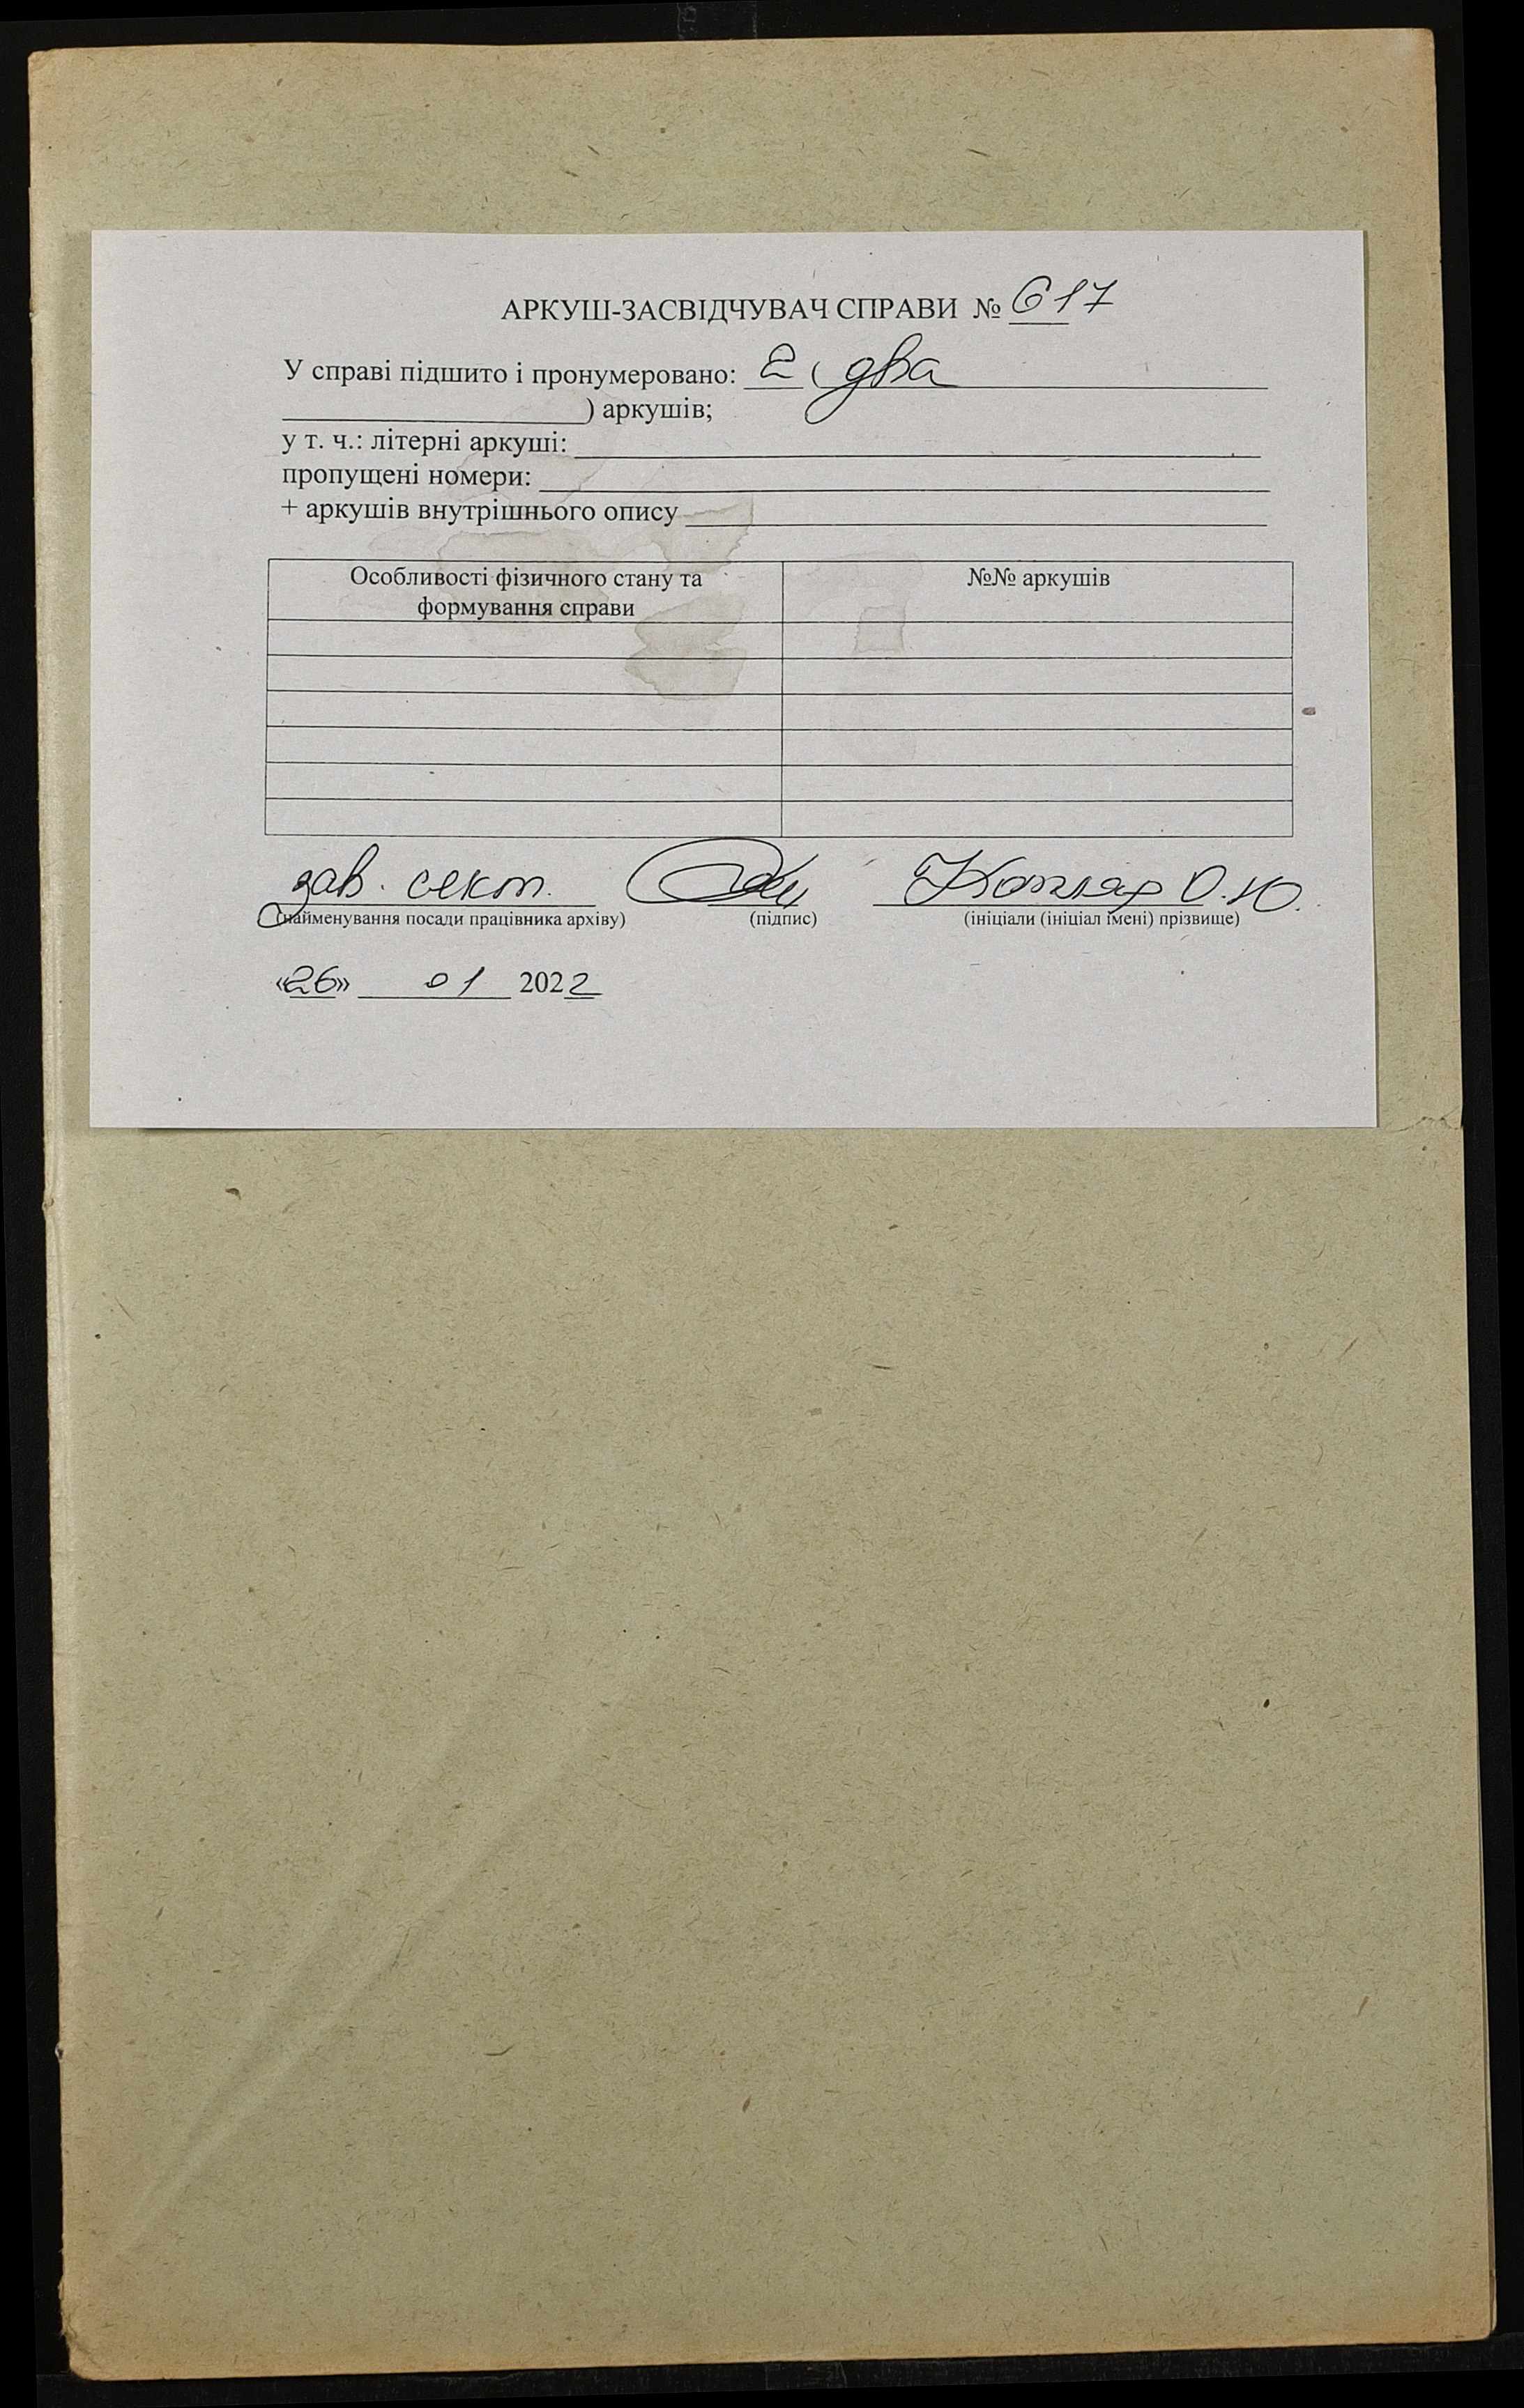 АРКУШ-ЗАСВІДЧУВАЧ СПРАВИ № 617
У справі підшито і пронумеровано: 2 ( два
) аркушів;
у т. ч.: літерні аркуші:
пропущені номери:
+ аркушів внутрішнього опису
Особливості фізичного стану та
формування справи
№№ аркушів
зав. сект. О.Ю.
(найменування посади працівника архіву) (підпис) (ініціали (ініціал імені) прізвище)
«26» 01 2022